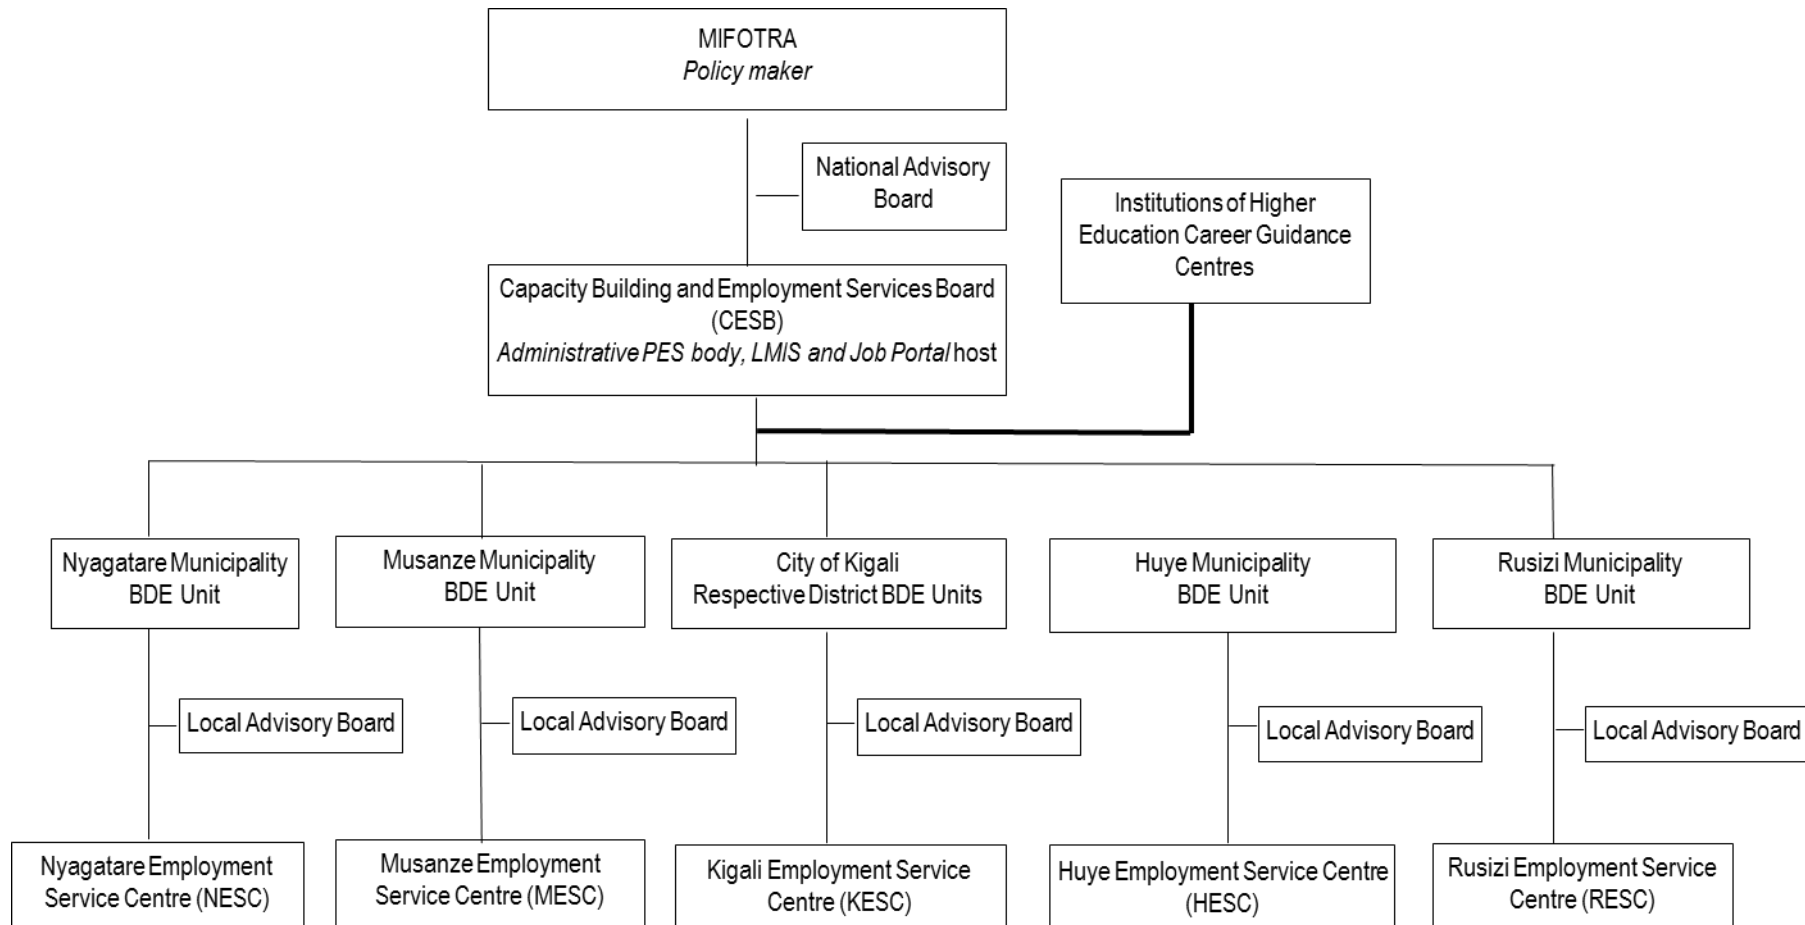 MIFOTRA
Policy maker
National Advisory
Board
Institutions of Higher
Education Career Guidance
Centres
Capacity Building and Employment Services Board
(CESB)
Administrative PES body, LMIS and Job Portal host
Nyagatare Municipality
BDE Unit
Musanze Municipality
BDE Unit
City of Kigali
Respective District BDE Units
Huye Municipality
BDE Unit
Rusizi Municipality
BDE Unit
Local Advisory Board
Local Advisory Board
Local Advisory Board
Local Advisory Board
Local Advisory Board
Nyagatare Employment
Service Centre (NESC)
Musanze Employment
Service Centre (MESC)
Kigali Employment Service
Centre (KESC)
Huye Employment Service Centre
(HESC)
Rusizi Employment Service
Centre (RESC)